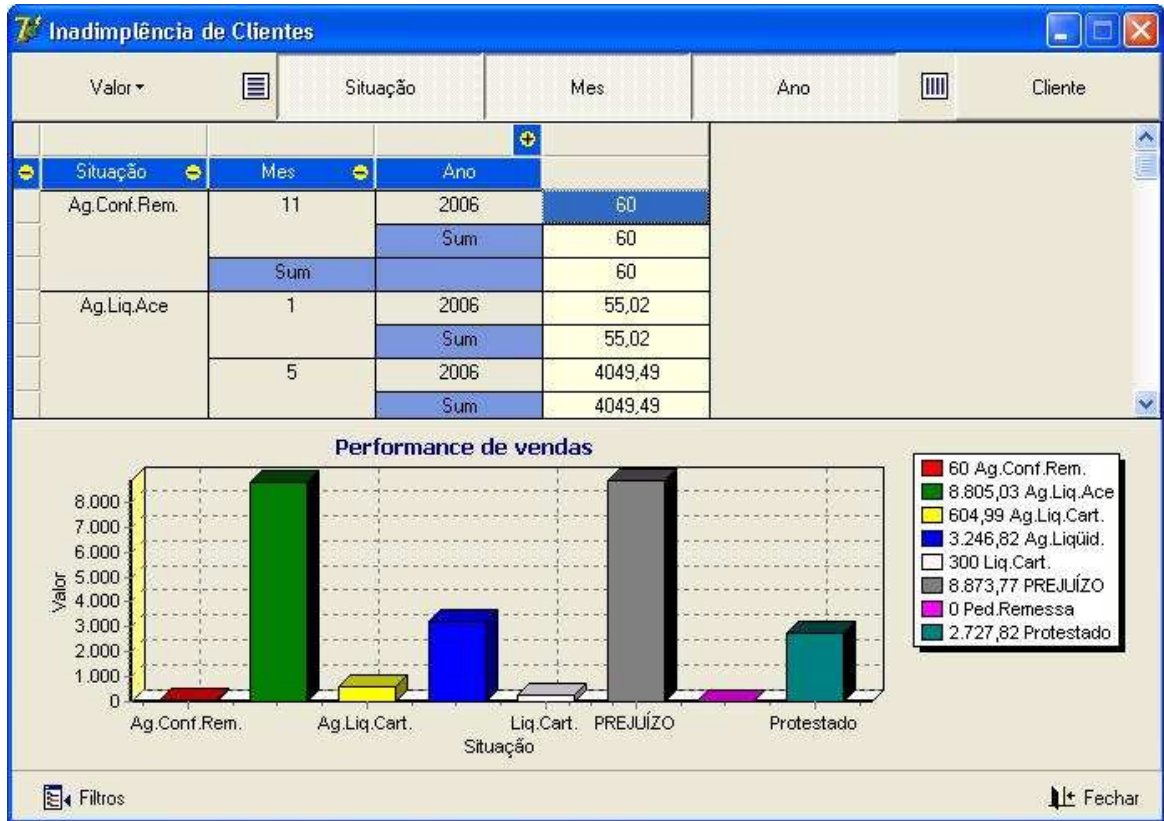 Inadimplência de Clientes
Valor Situação Mes Ano Cliente
Situação Mes Ano
Ag.Conf.Rem. 11 2006 60
Sum 60
Sum 60
Ag.Liq.Ace 1 2006 55,02
Sum 55,02
5 2006 4049,49
Sum 4049,49
Performance de vendas
Valor
8.000
7.000
6.000
5.000
4.000
3.000
2.000
1.000
0
Ag.Conf.Rem. Ag.Liq.Cart. Liq.Cart. PREJUÍZO Protestado
Situação
60 Ag.Conf.Rem.
8.805,03 Ag.Liq.Ace
604,99 Ag.Liq.Cart.
3.246,82 Ag.Liqüid.
300 Liq.Cart.
8.873,77 PREJUÍZO
0 Ped.Remessa
2.727,82 Protestado
Filtros Fechar